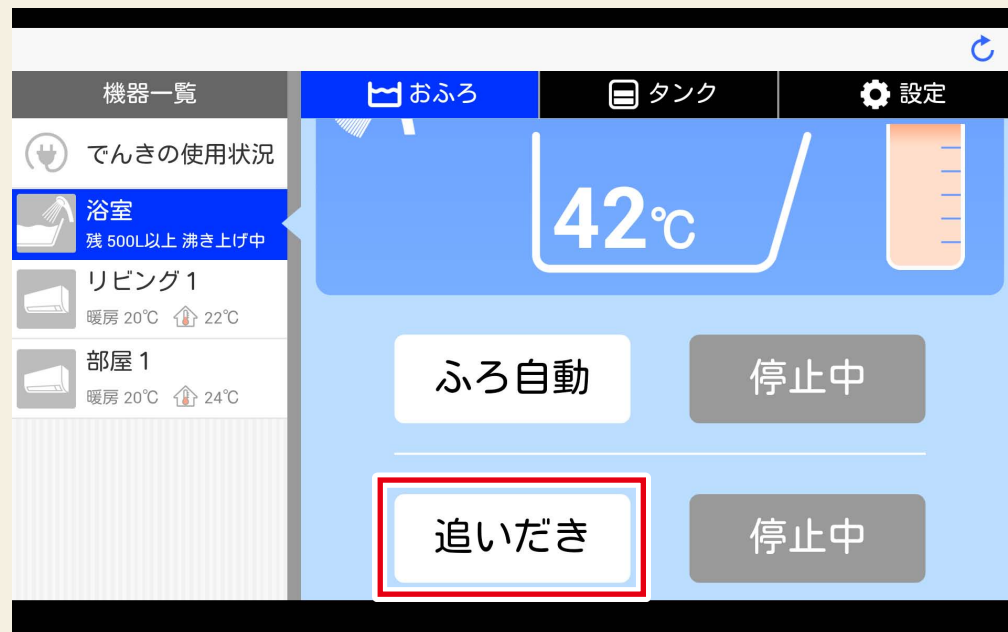 機器一覧
おふろ
タンク
設定
でんきの使用状況
浴室
残 500L以上 沸き上げ中
リビング1
暖房 20℃ 22℃
部屋1
暖房 20℃ 24℃
42℃
ふろ自動
停止中
追いだき
停止中